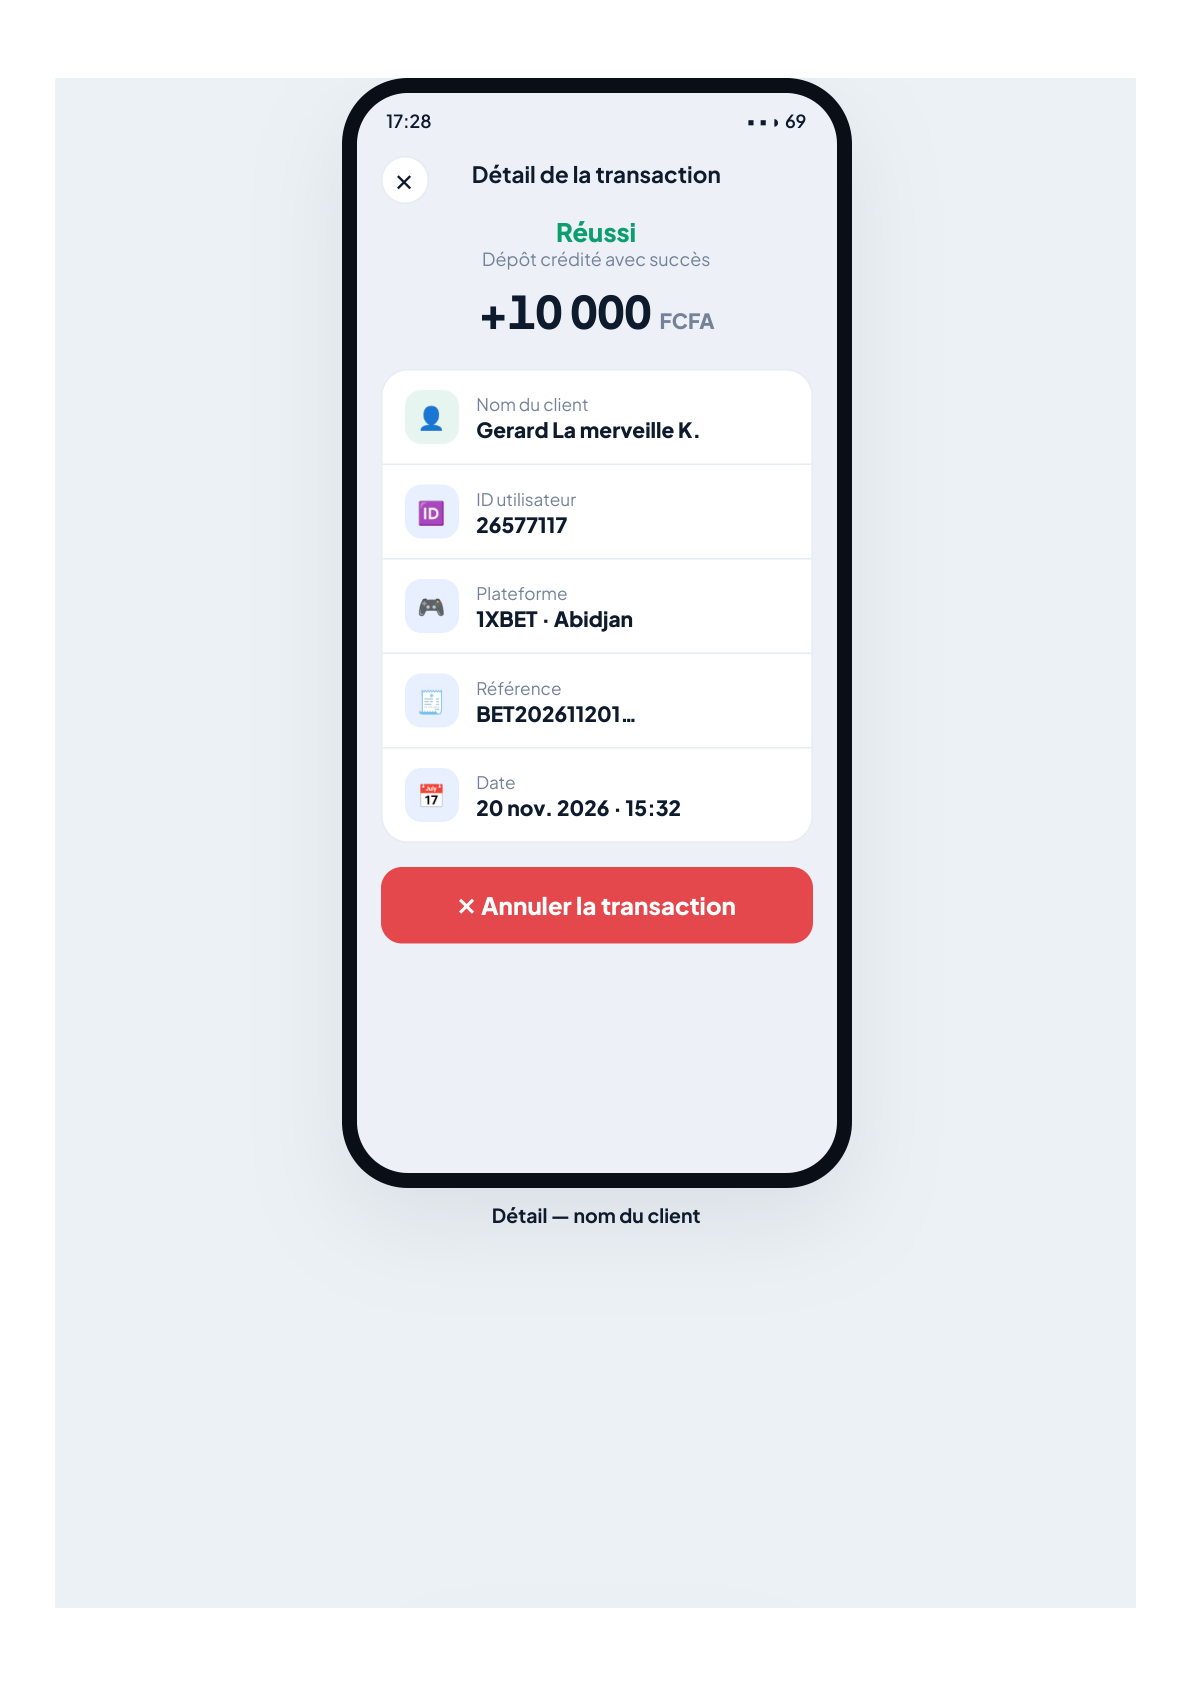 17:28
69
Détail de la transaction
Réussi
Dépôt crédité avec succès
+10 000 FCFA
Nom du client
Gerard La merveille K.
ID utilisateur
26577117
Plateforme
1XBET · Abidjan
Référence
BET202611201…
Date
20 nov. 2026 · 15:32
✕ Annuler la transaction
Détail — nom du client